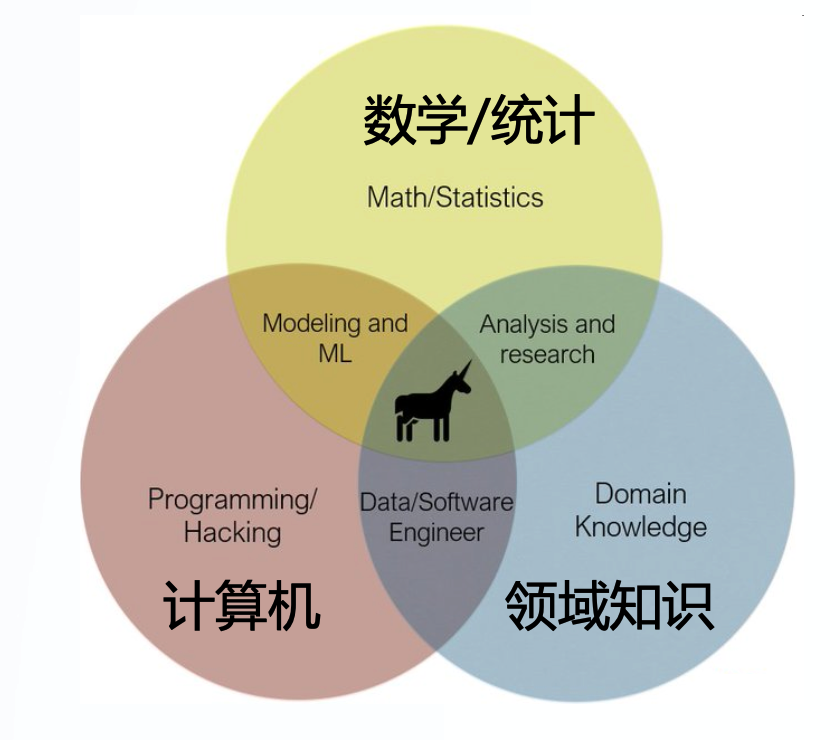 数学/统计
Math/Statistics
Modeling and
ML
Analysis and
research
Programming/
Hacking
Data/Software
Engineer
Domain
Knowledge
计算机
领域知识